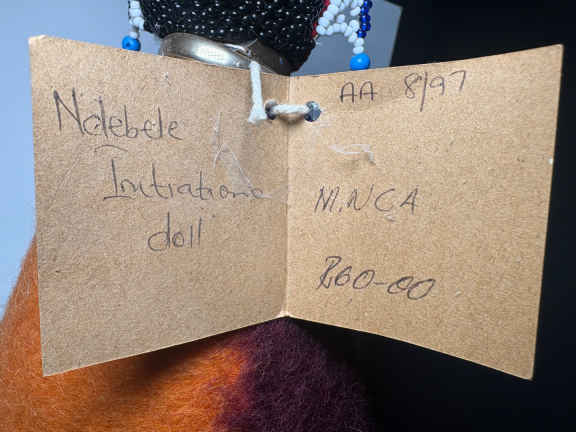 Ndebele
Initiation
doll
AA 8/97
M.NCA
R60-00